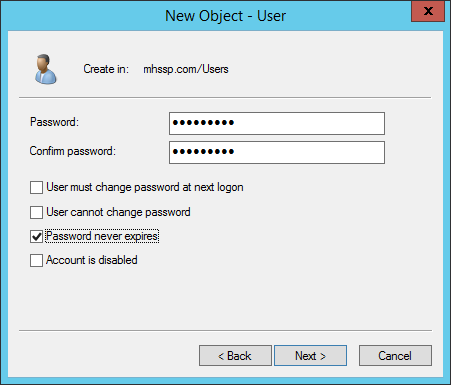 New Object - User
x
Create in: mhssp.com/Users
Password: •••••••••
Confirm password: •••••••••
User must change password at next logon
User cannot change password
Password never expires
Account is disabled
< Back Next > Cancel